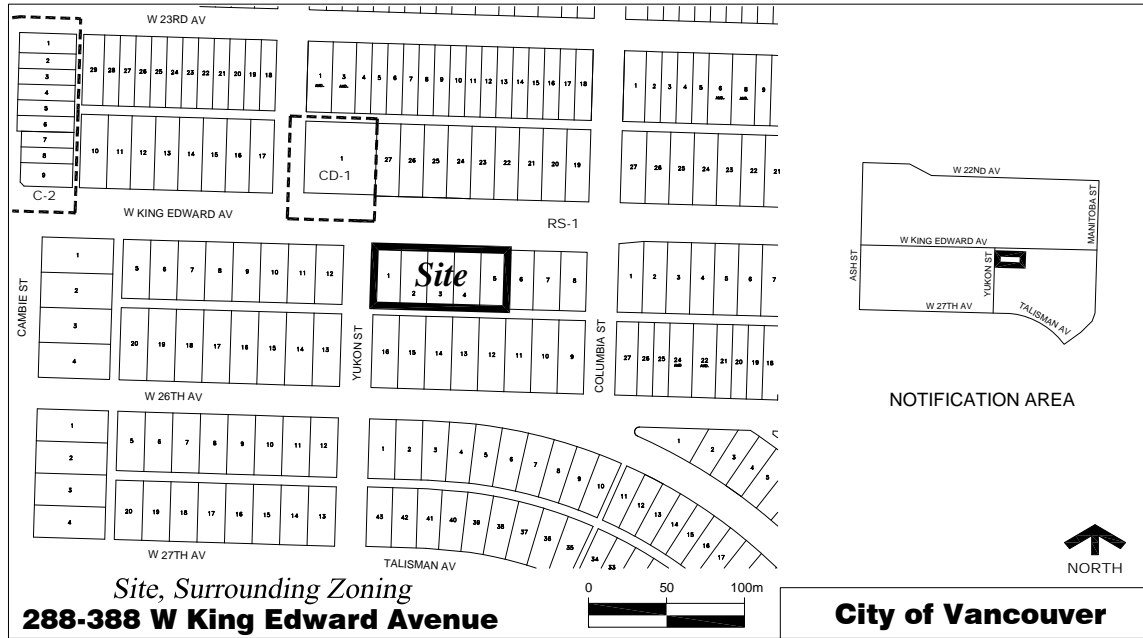 W 23RD AV
1
2
3
4
5
6
7
8
9
C-2
29 28 27 26 25 24 23 22 21 20 19 18
10 11 12 13 14 15 16 17
1 3 4 5 6 7 8 9 10 11 12 13 14 15 16 17 18
1
CD-1
27 26 25 24 23 22 21 20 19
1 2 3 4 5 6 8 9
27 26 25 24 23 22 21
W KING EDWARD AV
RS-1
CAMBIE ST
1
2
3
4
5 6 7 8 9 10 11 12
20 19 18 17 16 15 14 13
YUKON ST
1 2 3 4 5 6 7 8
Site
16 15 14 13 12 11 10 9
COLUMBIA ST
1 2 3 4 5 6 7
27 26 25 24 22 21 20 19 18
W 26TH AV
1
2
3
4
5 6 7 8 9 10 11 12
20 19 18 17 16 15 14 13
1 2 3 4 5 6 7 8 9 10 11 12 13 14 15 16 17
43 42 41 40 39 38 37 36 35 34 33
1 2 3 4 5
W 27TH AV
TALISMAN AV
W 22ND AV
MANITOBA ST
W KING EDWARD AV
ASH ST
YUKON ST
W 27TH AV
TALISMAN AV
NOTIFICATION AREA
NORTH
Site, Surrounding Zoning
288-388 W King Edward Avenue
0 50 100m
City of Vancouver